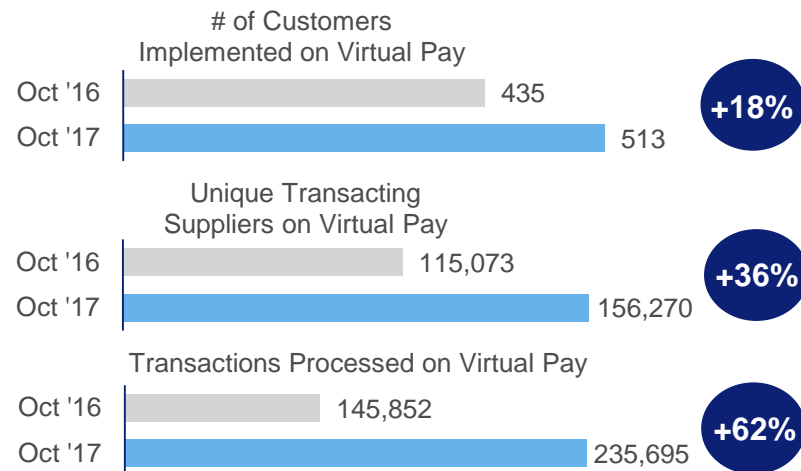 # of Customers
Implemented on Virtual Pay
Oct '16
435
Oct '17
513
+18%
Unique Transacting
Suppliers on Virtual Pay
Oct '16
115,073
Oct '17
156,270
+36%
Transactions Processed on Virtual Pay
Oct '16
145,852
Oct '17
235,695
+62%